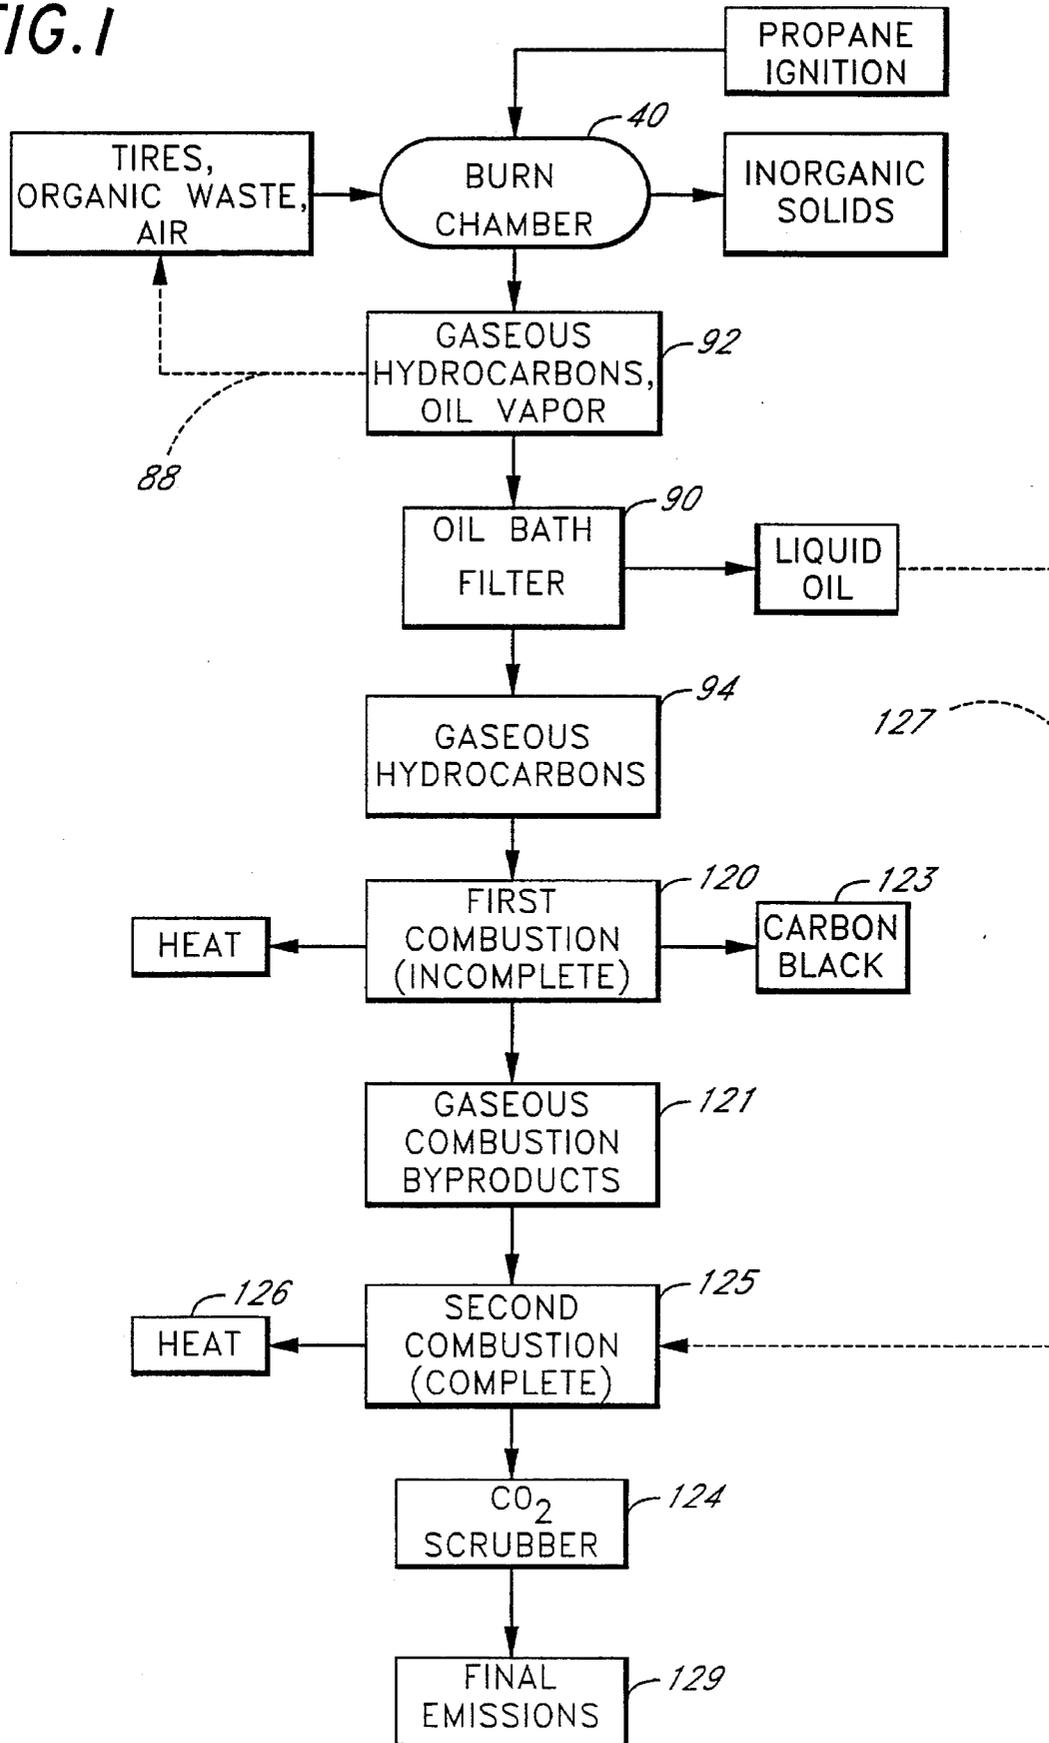 FIG.1
PROPANE
IGNITION
40
TIRES,
ORGANIC WASTE,
AIR
BURN
CHAMBER
INORGANIC
SOLIDS
GASEOUS
HYDROCARBONS,
OIL VAPOR
92
88
90
OIL BATH
FILTER
LIQUID
OIL
94
127
GASEOUS
HYDROCARBONS
120
123
HEAT
FIRST
COMBUSTION
(INCOMPLETE)
CARBON
BLACK
GASEOUS
COMBUSTION
BYPRODUCTS
121
126
125
HEAT
SECOND
COMBUSTION
(COMPLETE)
CO2
SCRUBBER
124
FINAL
EMISSIONS
129